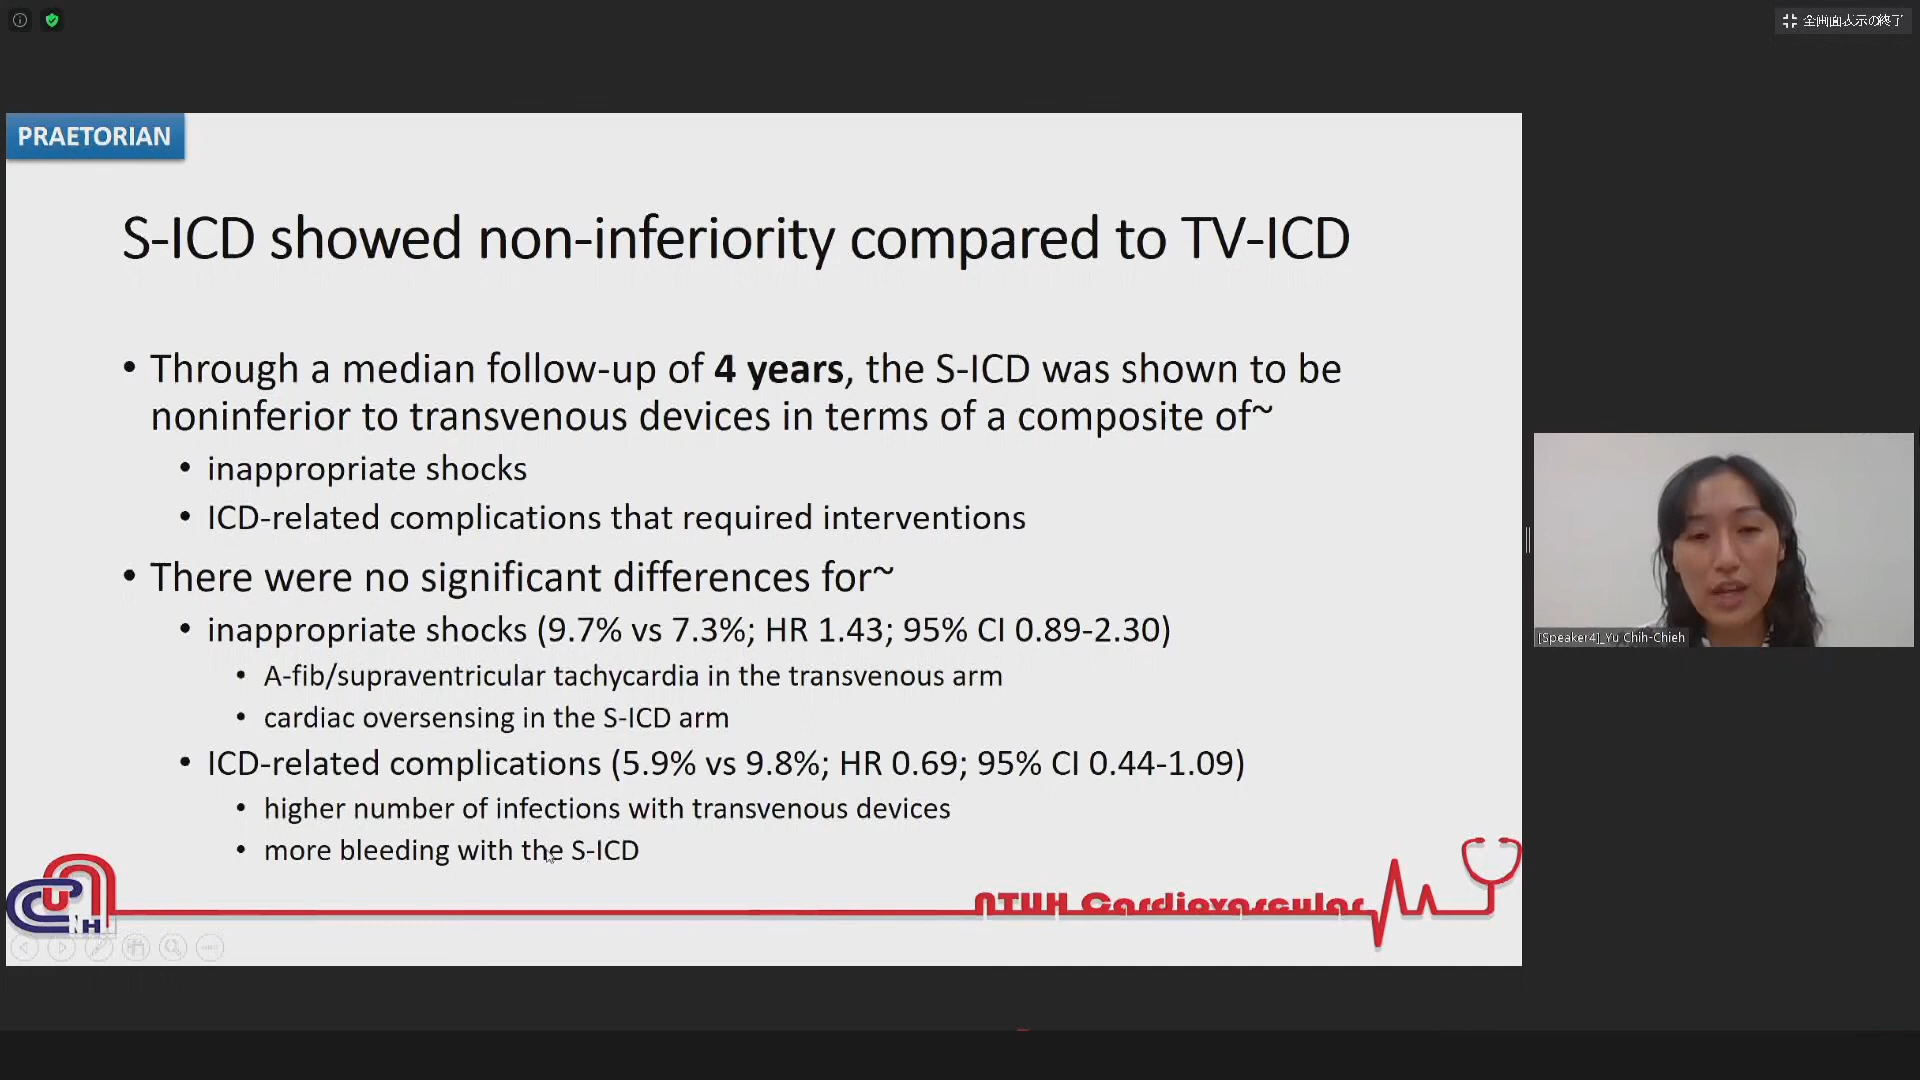 全画面表示の終了
PRAETORIAN
S-ICD showed non-inferiority compared to TV-ICD
• Through a median follow-up of 4 years, the S-ICD was shown to be
noninferior to transvenous devices in terms of a composite of~
• inappropriate shocks
• ICD-related complications that required interventions
• There were no significant differences for~
• inappropriate shocks (9.7% vs 7.3%; HR 1.43; 95% CI 0.89-2.30)
• A-fib/supraventricular tachycardia in the transvenous arm
• cardiac oversensing in the S-ICD arm
• ICD-related complications (5.9% vs 9.8%; HR 0.69; 95% CI 0.44-1.09)
• higher number of infections with transvenous devices
• more bleeding with the S-ICD
NTUH Cardiovascular
[Speaker4]_Yu Chih-Chieh